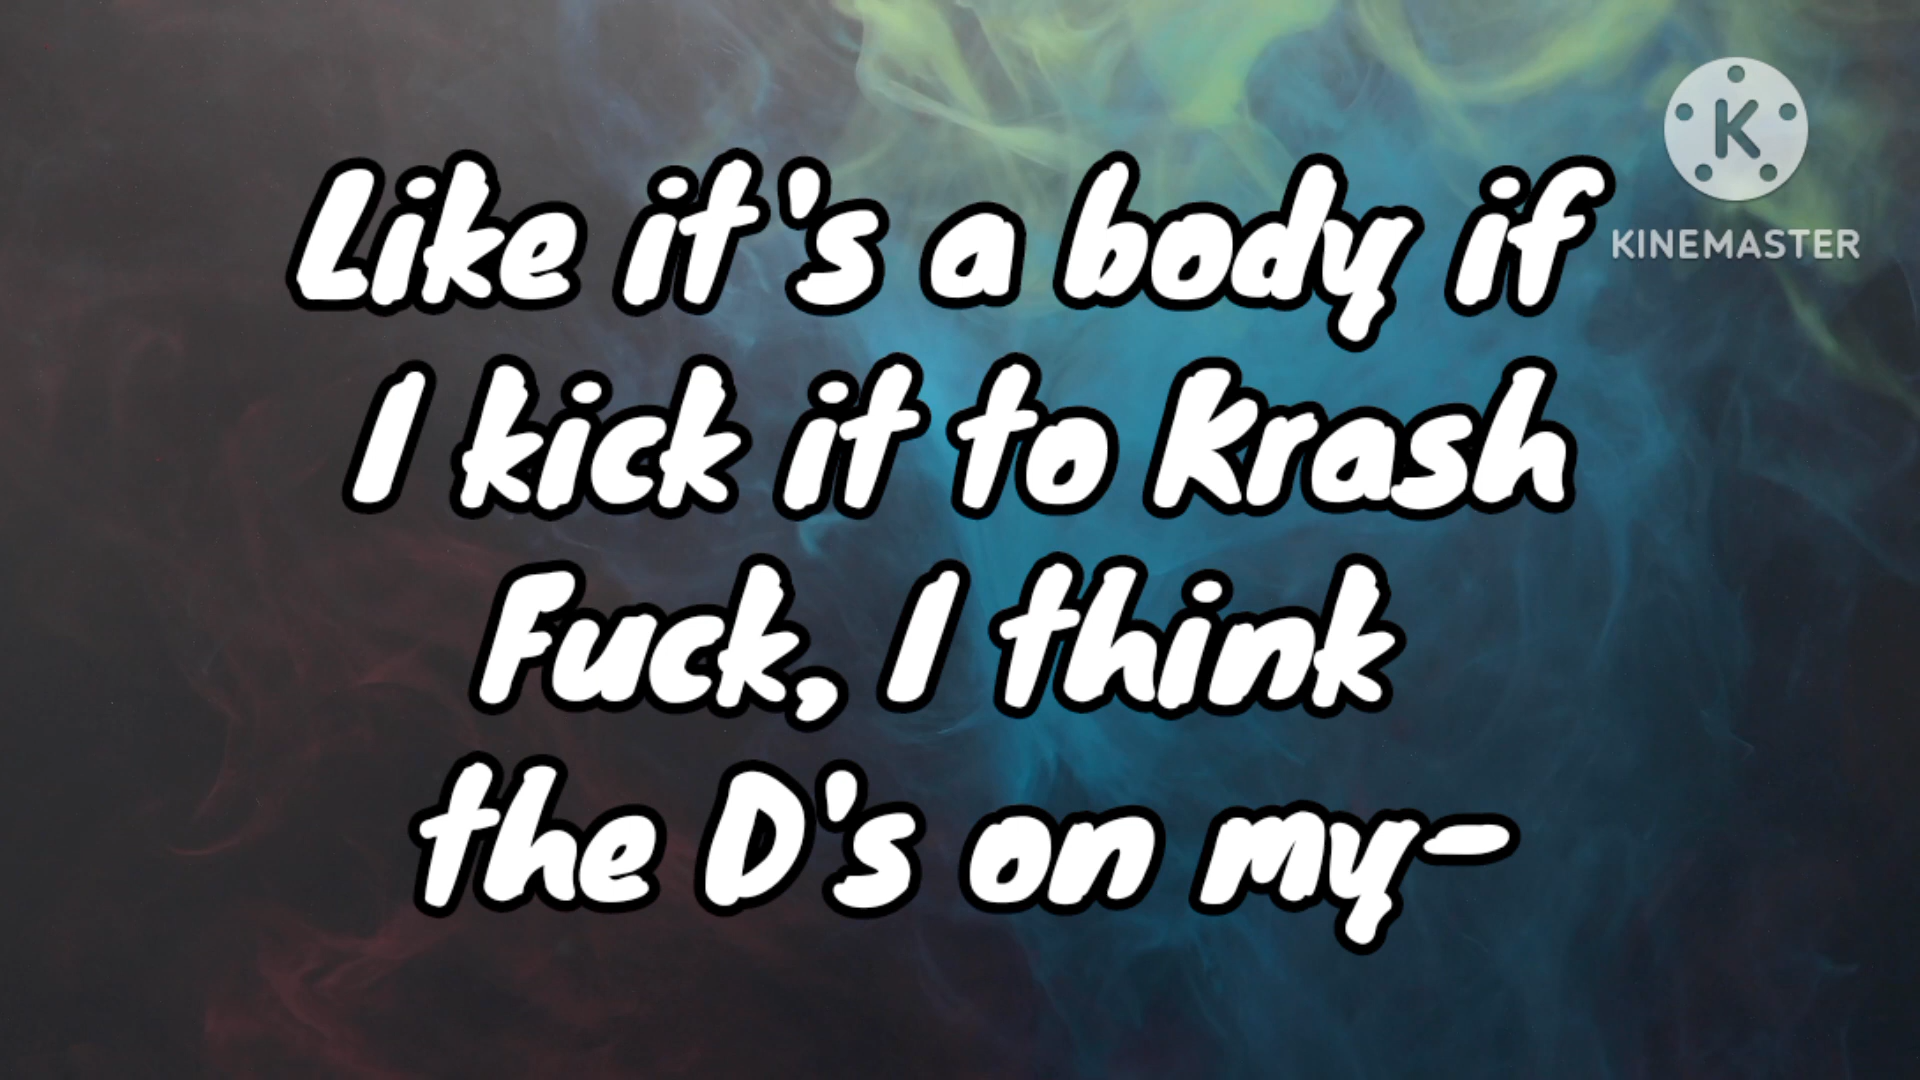 Like it's a body if
I kick it to Krash
Fuck, I think
the D's on my-
K
KINEMASTER